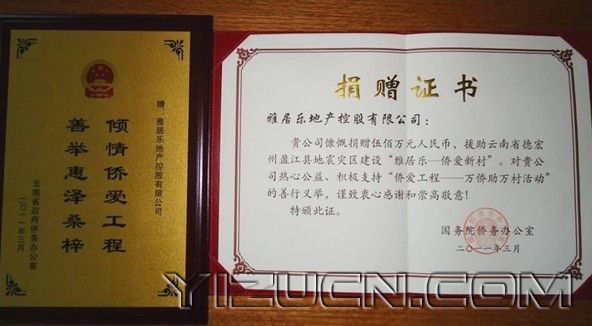 赠：雅居乐地产控股有限公司
倾情侨爱工程
善举惠泽桑梓
云南省政府侨务办公室
二〇一一年三月
捐赠证书
雅居乐地产控股有限公司：
贵公司慷慨捐赠伍佰万元人民币，援助云南省德宏
州盈江县地震灾区建设“雅居乐—侨爱新村”。对贵公
司热心公益、积极支持“侨爱工程——万侨助万村活动”
的善行义举，谨致衷心感谢和崇高敬意！
特颁此证。
国务院侨务办公室
二〇一一年三月
YIZUCN.COM